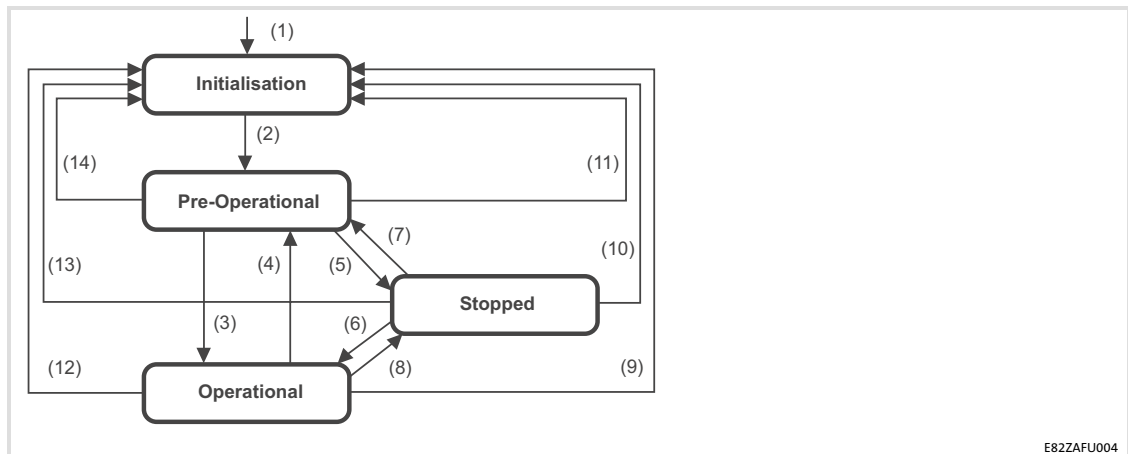 (1)
Initialisation
(2)
(14)
(11)
Pre-Operational
(7)
(10)
(13)
(4)
(5)
Stopped
(3)
(6)
(12)
(8)
(9)
Operational
E82ZAFU004